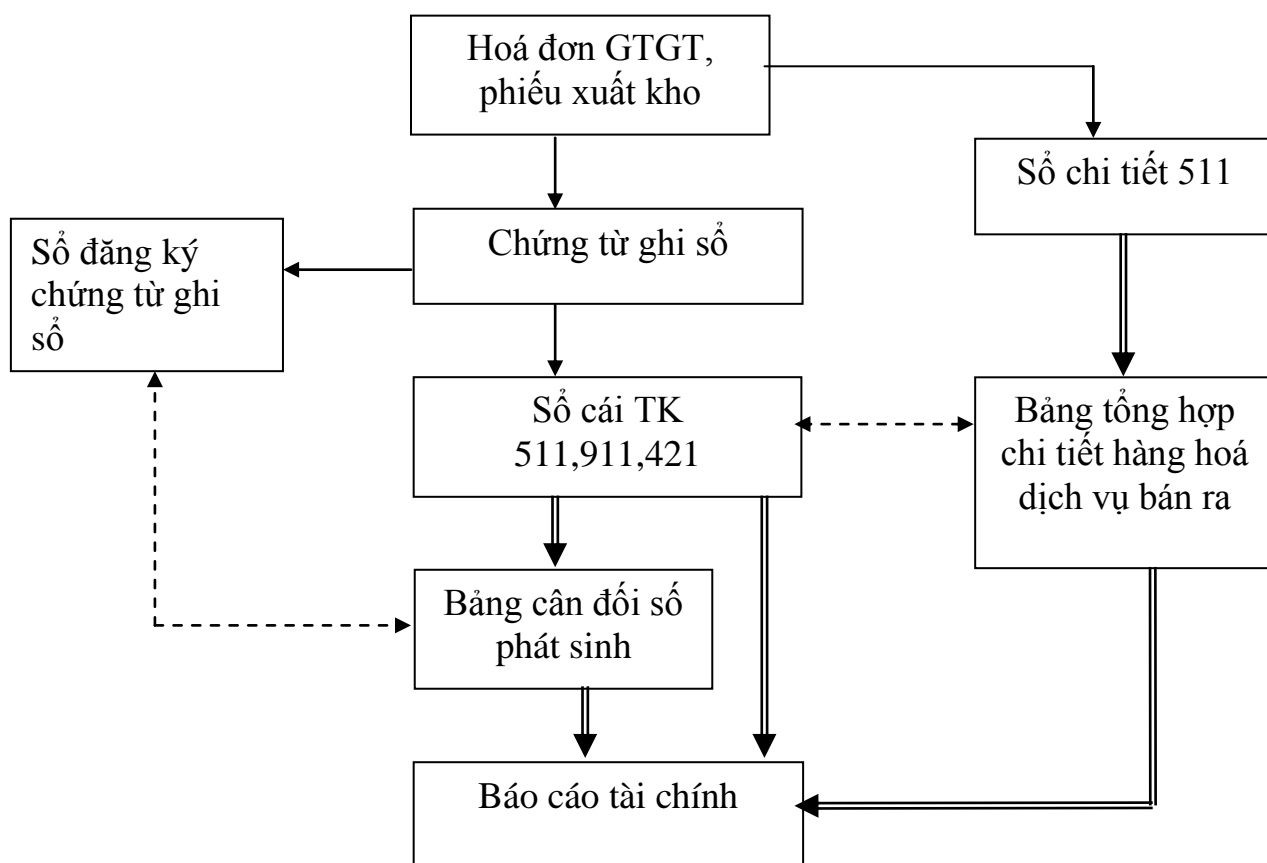 Hoá đơn GTGT,
phiếu xuất kho
Sổ chi tiết 511
Chứng từ ghi sổ
Sổ đăng ký
chứng từ ghi
sổ
Sổ cái TK
511,911,421
Bảng tổng hợp
chi tiết hàng hoá
dịch vụ bán ra
Bảng cân đối số
phát sinh
Báo cáo tài chính